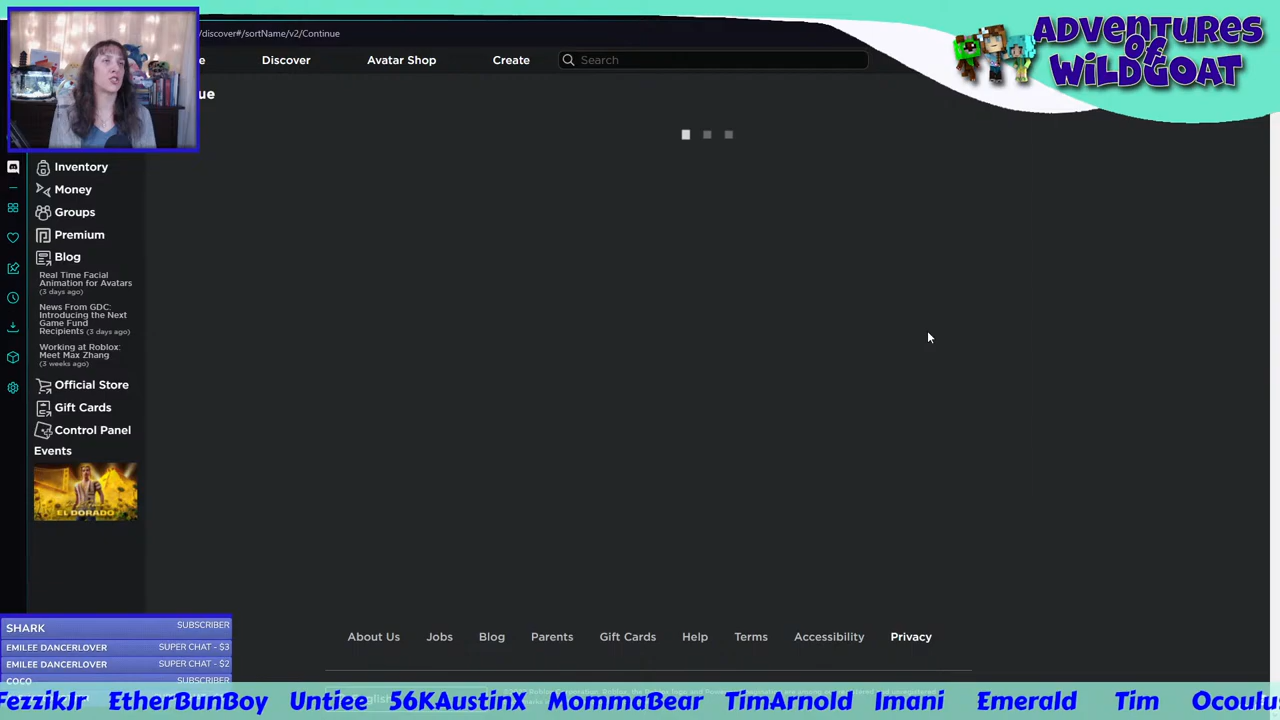 /discover#/sortName/v2/Continue
Discover
Avatar Shop
Create
Search
ADVENTURES
OF
WILDGOAT
ue
Inventory
Money
Groups
Premium
Blog
Real Time Facial
Animation for Avatars
(3 days ago)
News From GDC:
Introducing the Next
Game Fund
Recipients (3 days ago)
Working at Roblox:
Meet Max Zhang
(3 weeks ago)
Official Store
Gift Cards
Control Panel
Events
EL DORADO
About Us Jobs Blog Parents Gift Cards Help Terms Accessibility Privacy
SHARK SUBSCRIBER
EMILEE DANCERLOVER SUPER CHAT - $3
EMILEE DANCERLOVER SUPER CHAT - $2
COCO SUBSCRIBER
FezzikJr EtherBunBoy Untiee 56KAustinX MommaBear TimArnold Imani Emerald Tim Oculu